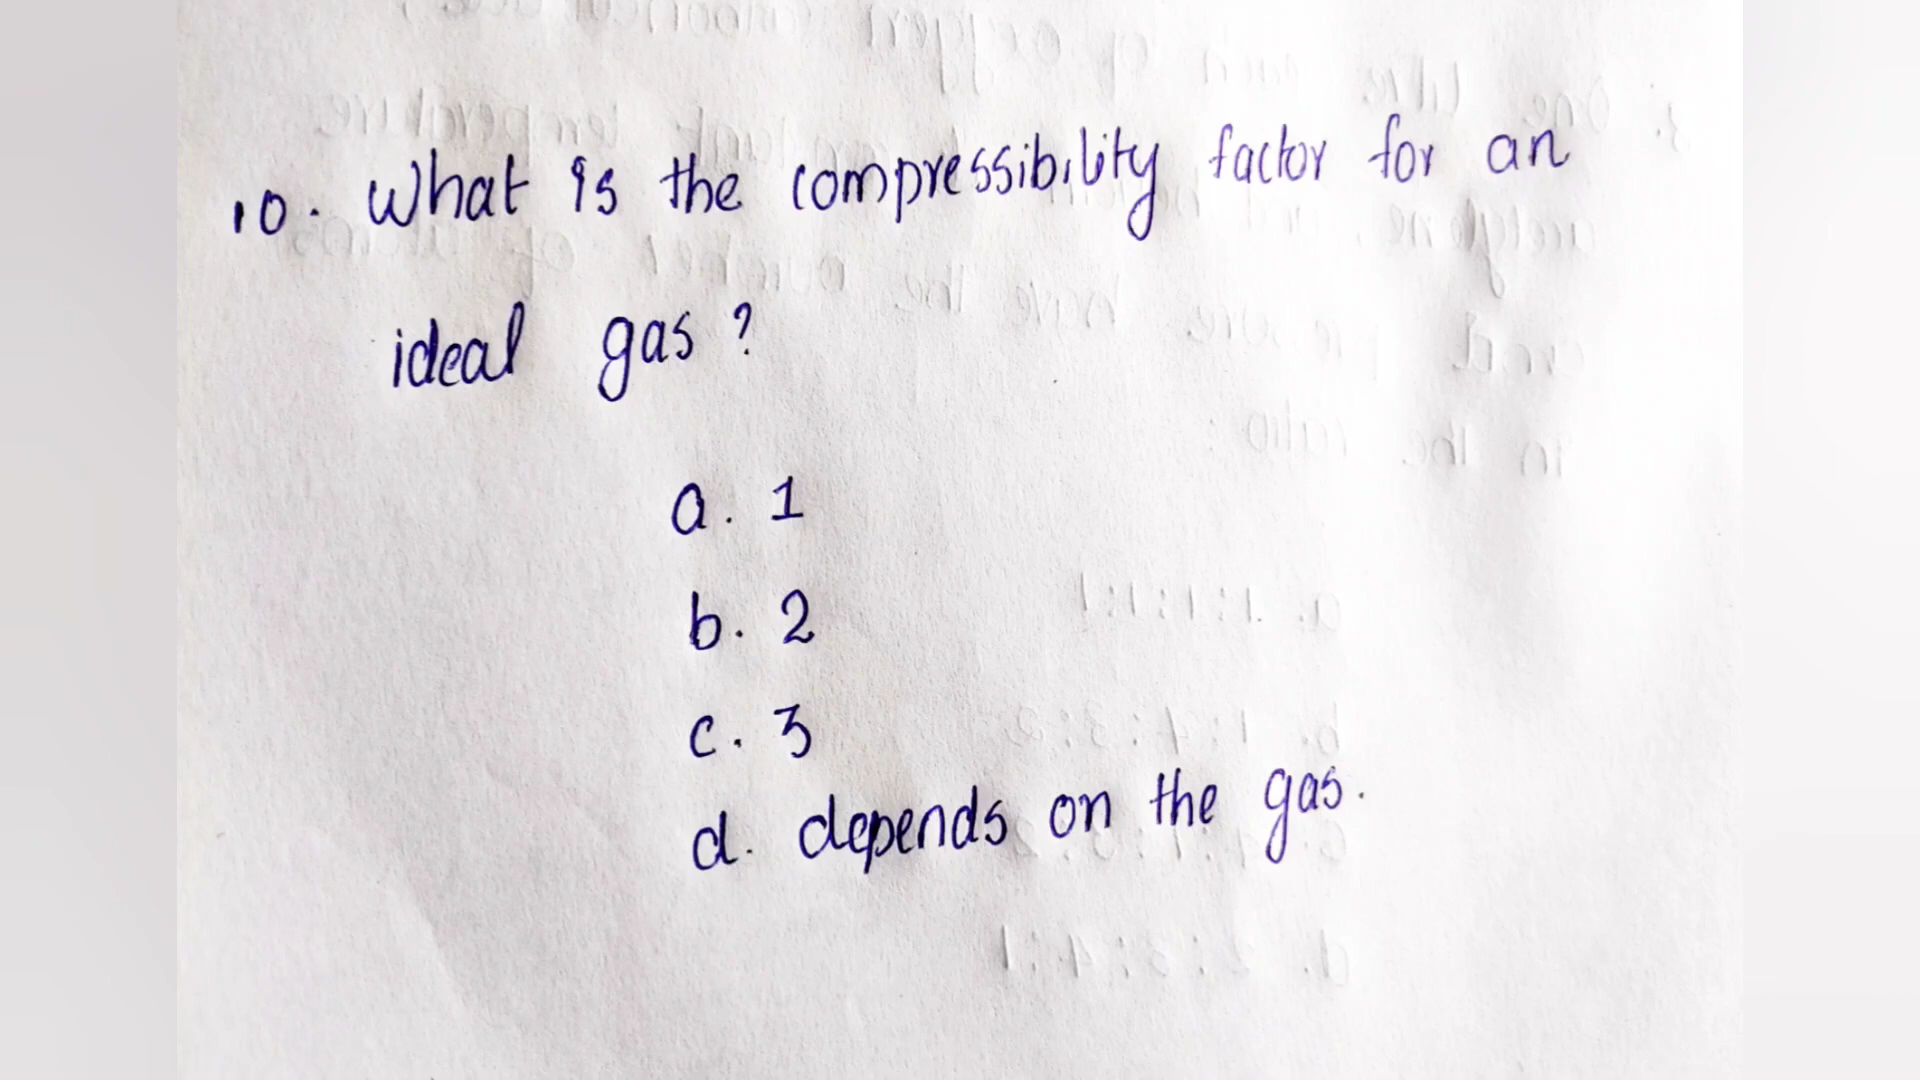 10. What is the compressibility factor for an
ideal gas ?
a. 1
b. 2
c. 3
d. depends on the gas.